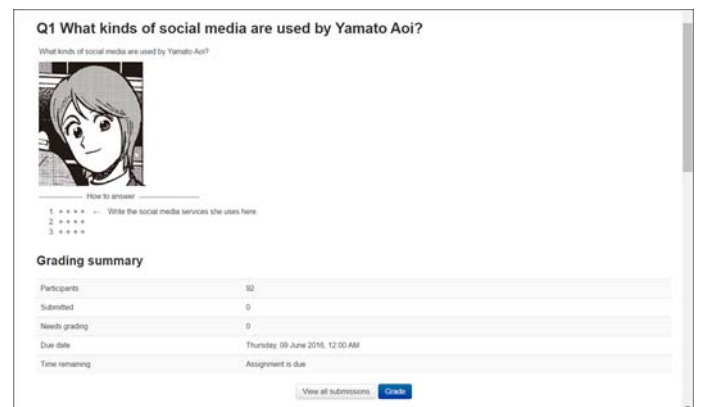 Q1 What kinds of social media are used by Yamato Aoi?
What kinds of social media are used by Yamato Aoi?
How to answer
1. * * * * ← Write the social media services she uses here.
2. * * * *
3. * * * *
Grading summary
Participants 92
Submitted 0
Needs grading 0
Due date Thursday, 09 June 2016, 12:00 AM
Time remaining Assignment is due
View all submissions Grade